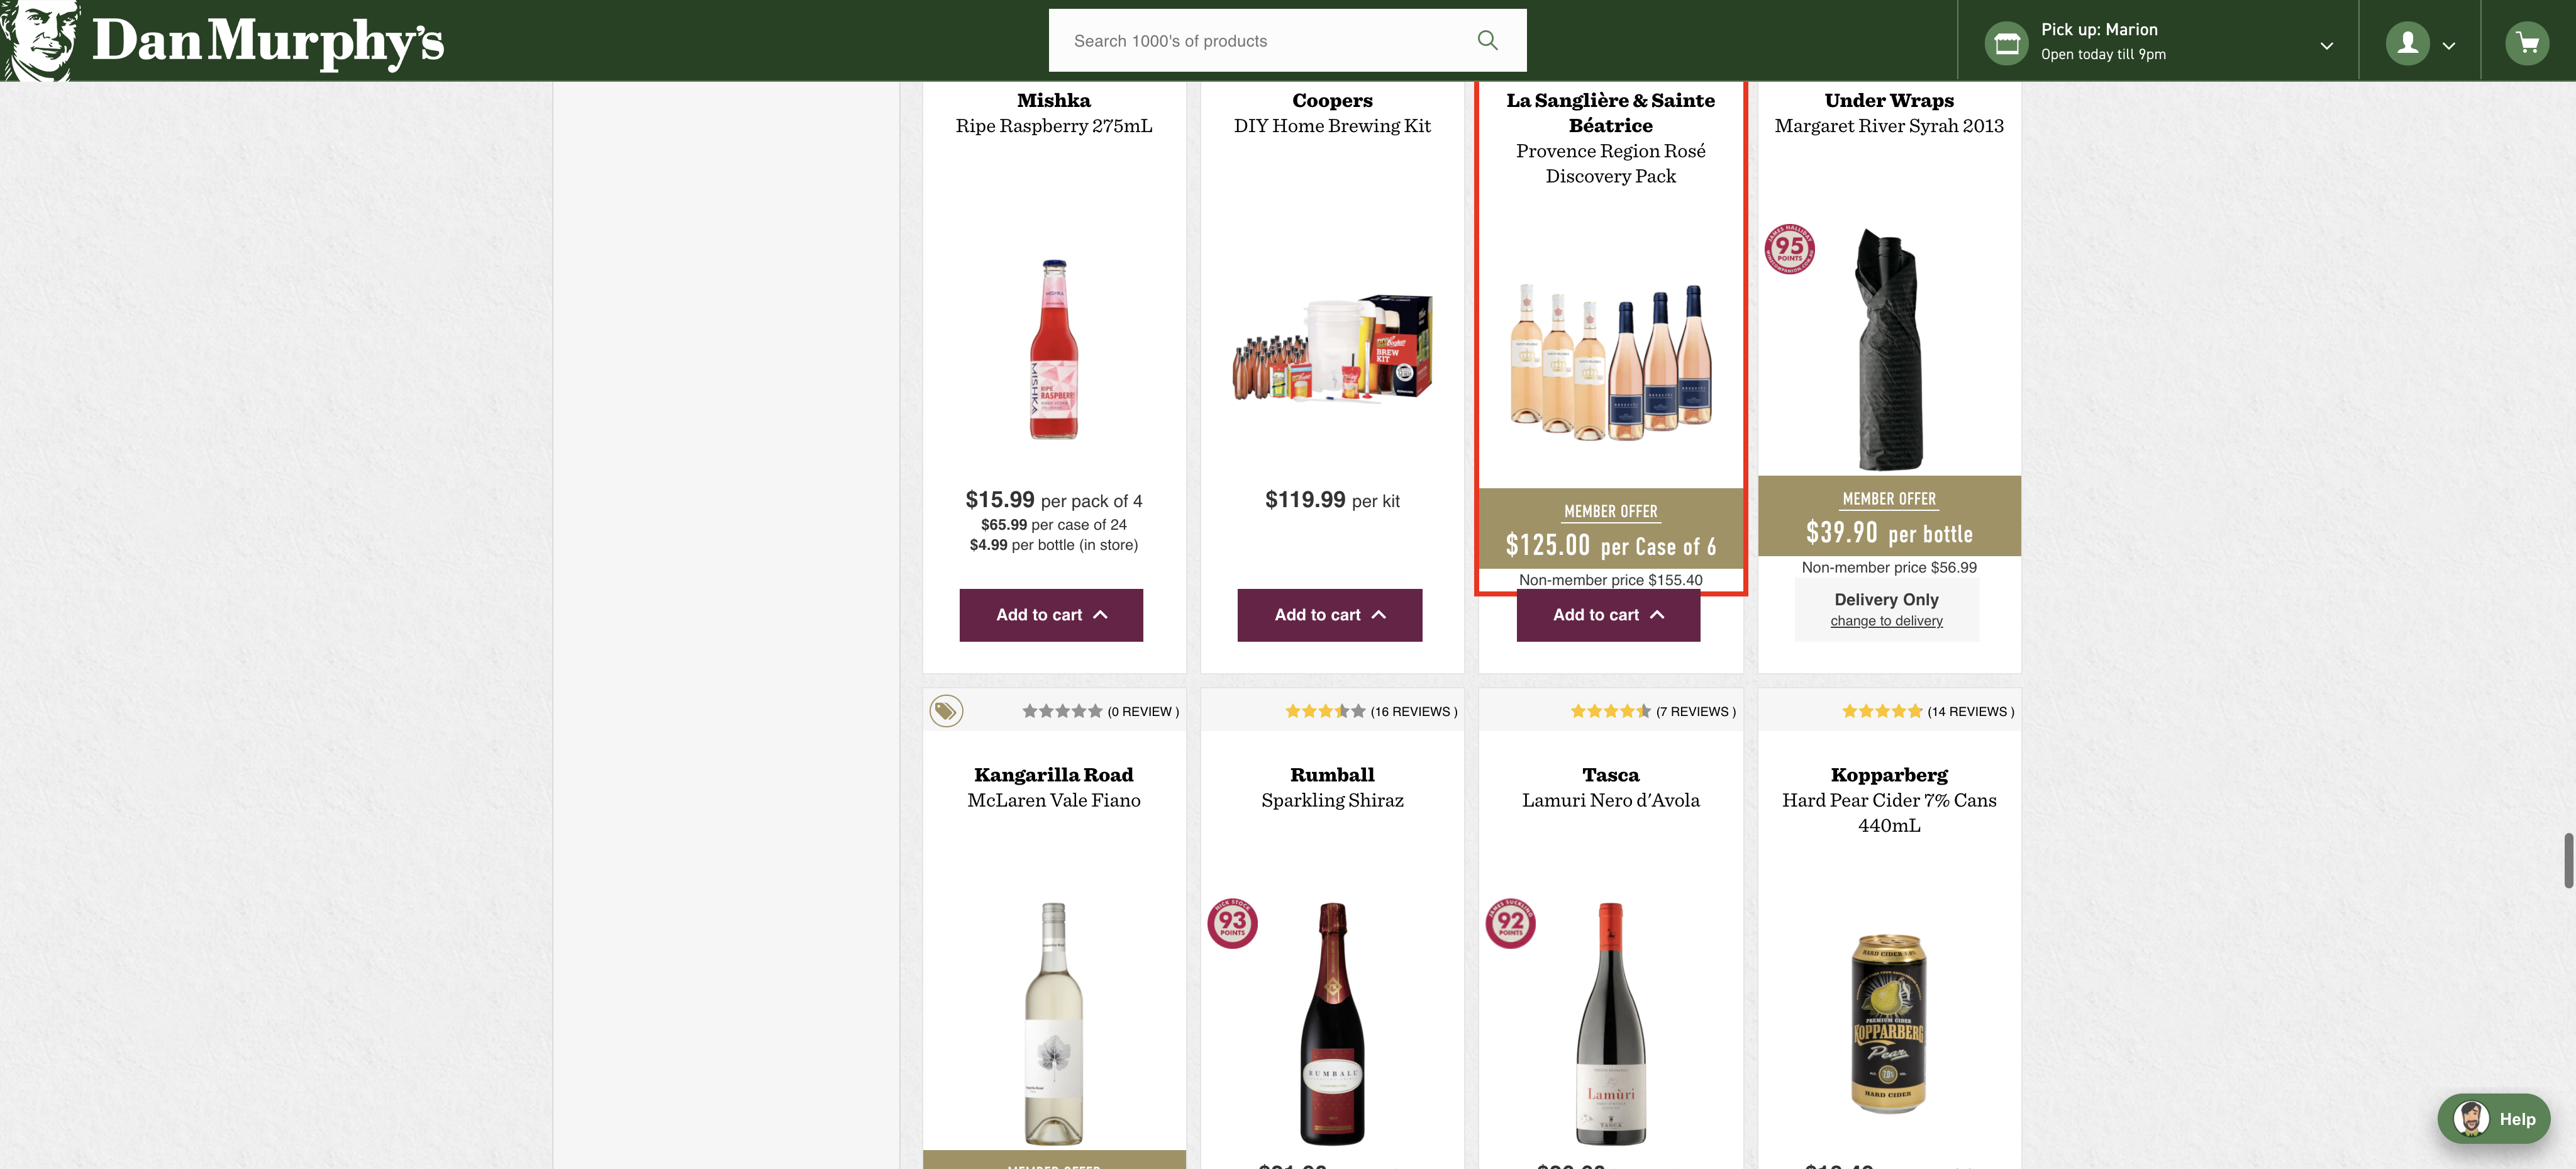 Dan Murphy's
Search 1000's of products
Pick up: Marion
Open today till 9pm
Mishka
Ripe Raspberry 275mL
MISHKA
RIPE
RASPBERRY
$15.99 per pack of 4
$65.99 per case of 24
$4.99 per bottle (in store)
Add to cart
Coopers
DIY Home Brewing Kit
BREW
KIT
$119.99 per kit
Add to cart
La Sanglière & Sainte
Béatrice
Provence Region Rosé
Discovery Pack
MEMBER OFFER
$125.00 per Case of 6
Non-member price $155.40
Add to cart
Under Wraps
Margaret River Syrah 2013
JAMES HALLIDAY
95
POINTS
MEMBER OFFER
$39.90 per bottle
Non-member price $56.99
Delivery Only
change to delivery
(0 REVIEW )
Kangarilla Road
McLaren Vale Fiano
(16 REVIEWS )
Rumball
Sparkling Shiraz
NICK STOCK
93
POINTS
RUMBALL
(7 REVIEWS )
Tasca
Lamuri Nero d'Avola
JAMES SUCKLING
92
POINTS
Lamùri
TASCA
(14 REVIEWS )
Kopparberg
Hard Pear Cider 7% Cans
440mL
PREMIUM CIDER
KOPPARBERG
Pear
HARD CIDER
Help